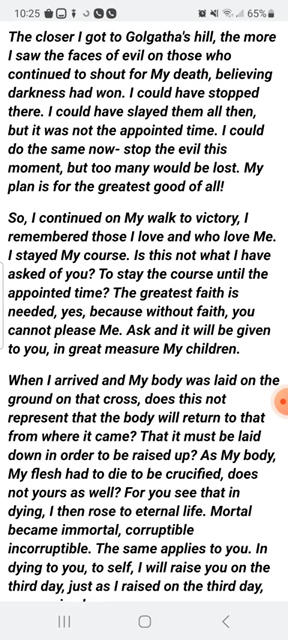 10:25
65%
The closer I got to Golgatha's hill, the more
I saw the faces of evil on those who
continued to shout for My death, believing
darkness had won. I could have stopped
there. I could have slayed them all then,
but it was not the appointed time. I could
do the same now- stop the evil this
moment, but too many would be lost. My
plan is for the greatest good of all!
So, I continued on My walk to victory, I
remembered those I love and who love Me.
I stayed My course. Is this not what I have
asked of you? To stay the course until the
appointed time? The greatest faith is
needed, yes, because without faith, you
cannot please Me. Ask and it will be given
to you, in great measure My children.
When I arrived and My body was laid on the
ground on that cross, does this not
represent that the body will return to that
from where it came? That it must be laid
down in order to be raised up? As My body,
My flesh had to die to be crucified, does
not yours as well? For you see that in
dying, I then rose to eternal life. Mortal
became immortal, corruptible
incorruptible. The same applies to you. In
dying to you, to self, I will raise you on the
third day, just as I raised on the third day,